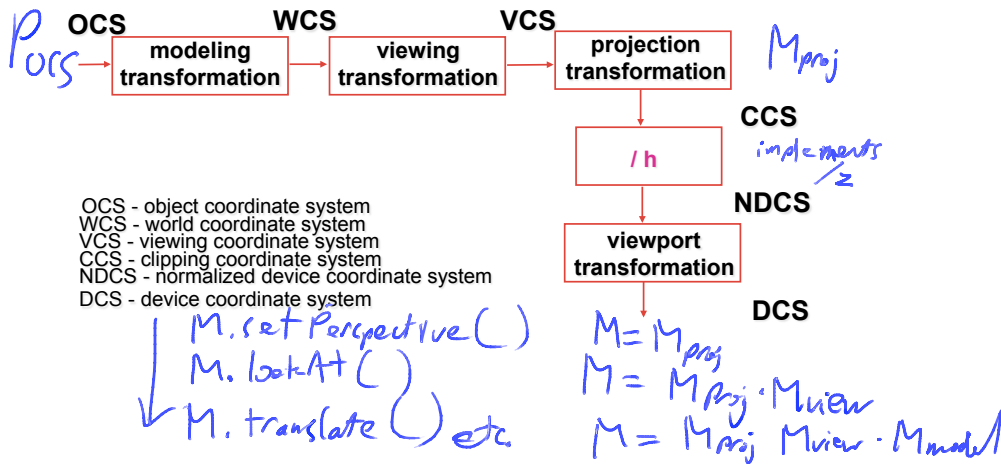 OCS
WCS
VCS
P OCS
modeling
transformation
viewing
transformation
projection
transformation
Mproj
CCS
implements
/z
/ h
NDCS
OCS - object coordinate system
WCS - world coordinate system
VCS - viewing coordinate system
CCS - clipping coordinate system
NDCS - normalized device coordinate system
DCS - device coordinate system
viewport
transformation
DCS
M.setPerspective()
M.lookAt()
M.translate() etc.
M = Mproj
M = Mproj · Mview
M = Mproj Mview · Mmodel